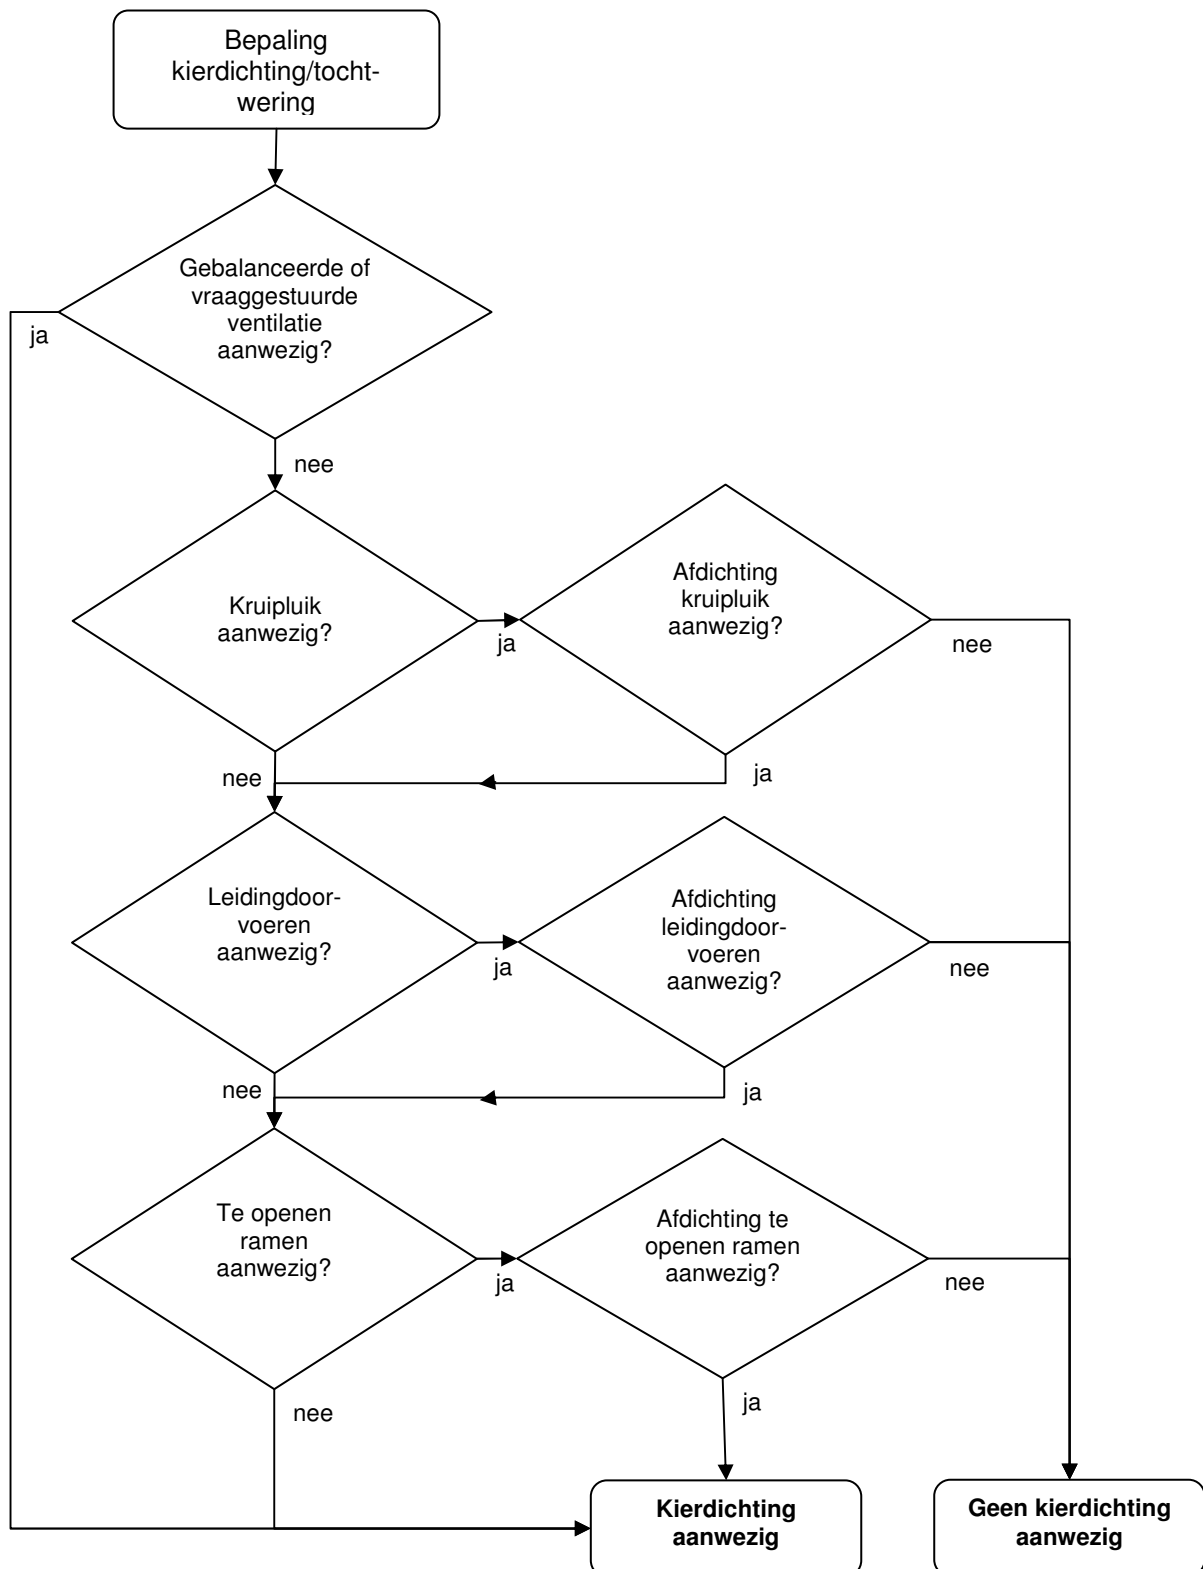 Bepaling
kierdichting/tocht-
wering
Gebalanceerde of
vraaggestuurde
ventilatie
aanwezig?
ja
nee
Kruipluik
aanwezig?
ja
Afdichting
kruipluik
aanwezig?
nee
nee
ja
Leidingdoor-
voeren
aanwezig?
ja
Afdichting
leidingdoor-
voeren
aanwezig?
nee
nee
ja
Te openen
ramen
aanwezig?
ja
Afdichting te
openen ramen
aanwezig?
nee
nee
ja
Kierdichting
aanwezig
Geen kierdichting
aanwezig